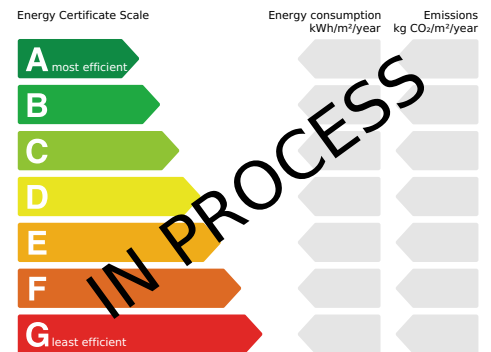 Energy Certificate Scale
Energy consumption
kWh/m²/year
Emissions
kg CO₂/m²/year
A most efficient
B
C
D
E
F
G least efficient
IN PROCESS